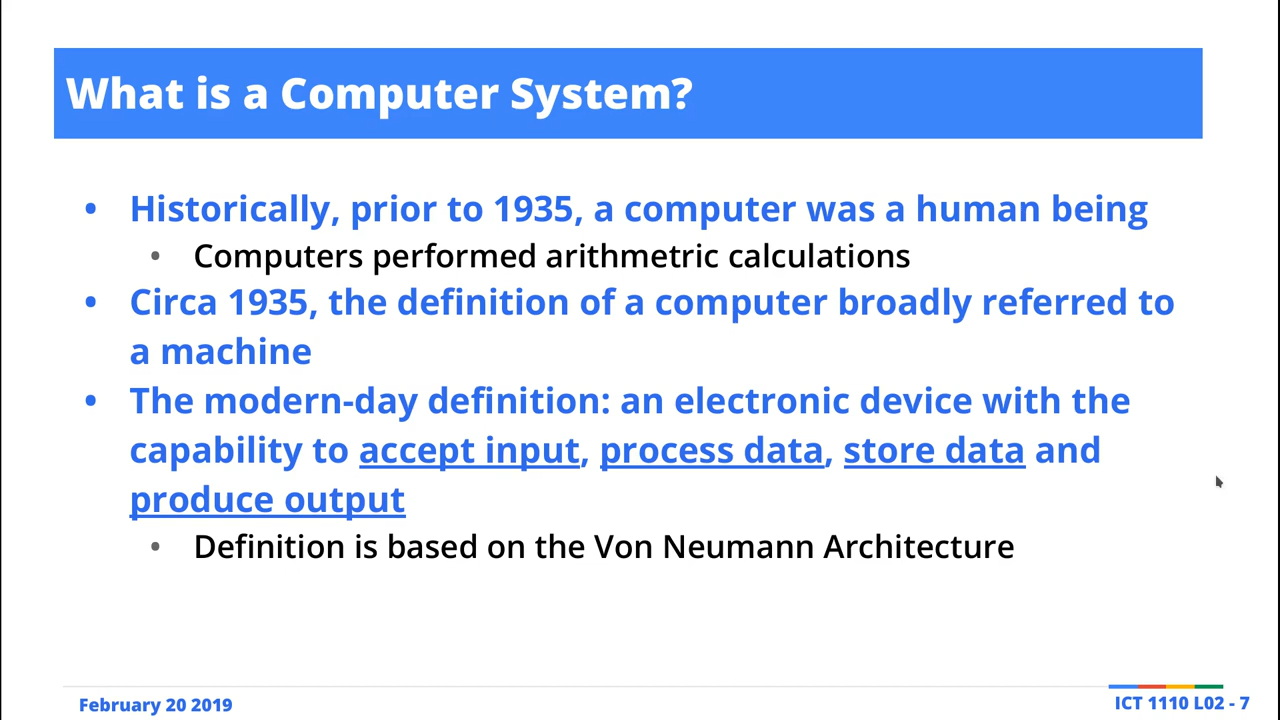 What is a Computer System?
• Historically, prior to 1935, a computer was a human being
• Computers performed arithmetric calculations
• Circa 1935, the definition of a computer broadly referred to
a machine
• The modern-day definition: an electronic device with the
capability to accept input, process data, store data and
produce output
• Definition is based on the Von Neumann Architecture
February 20 2019
ICT 1110 L02 - 7